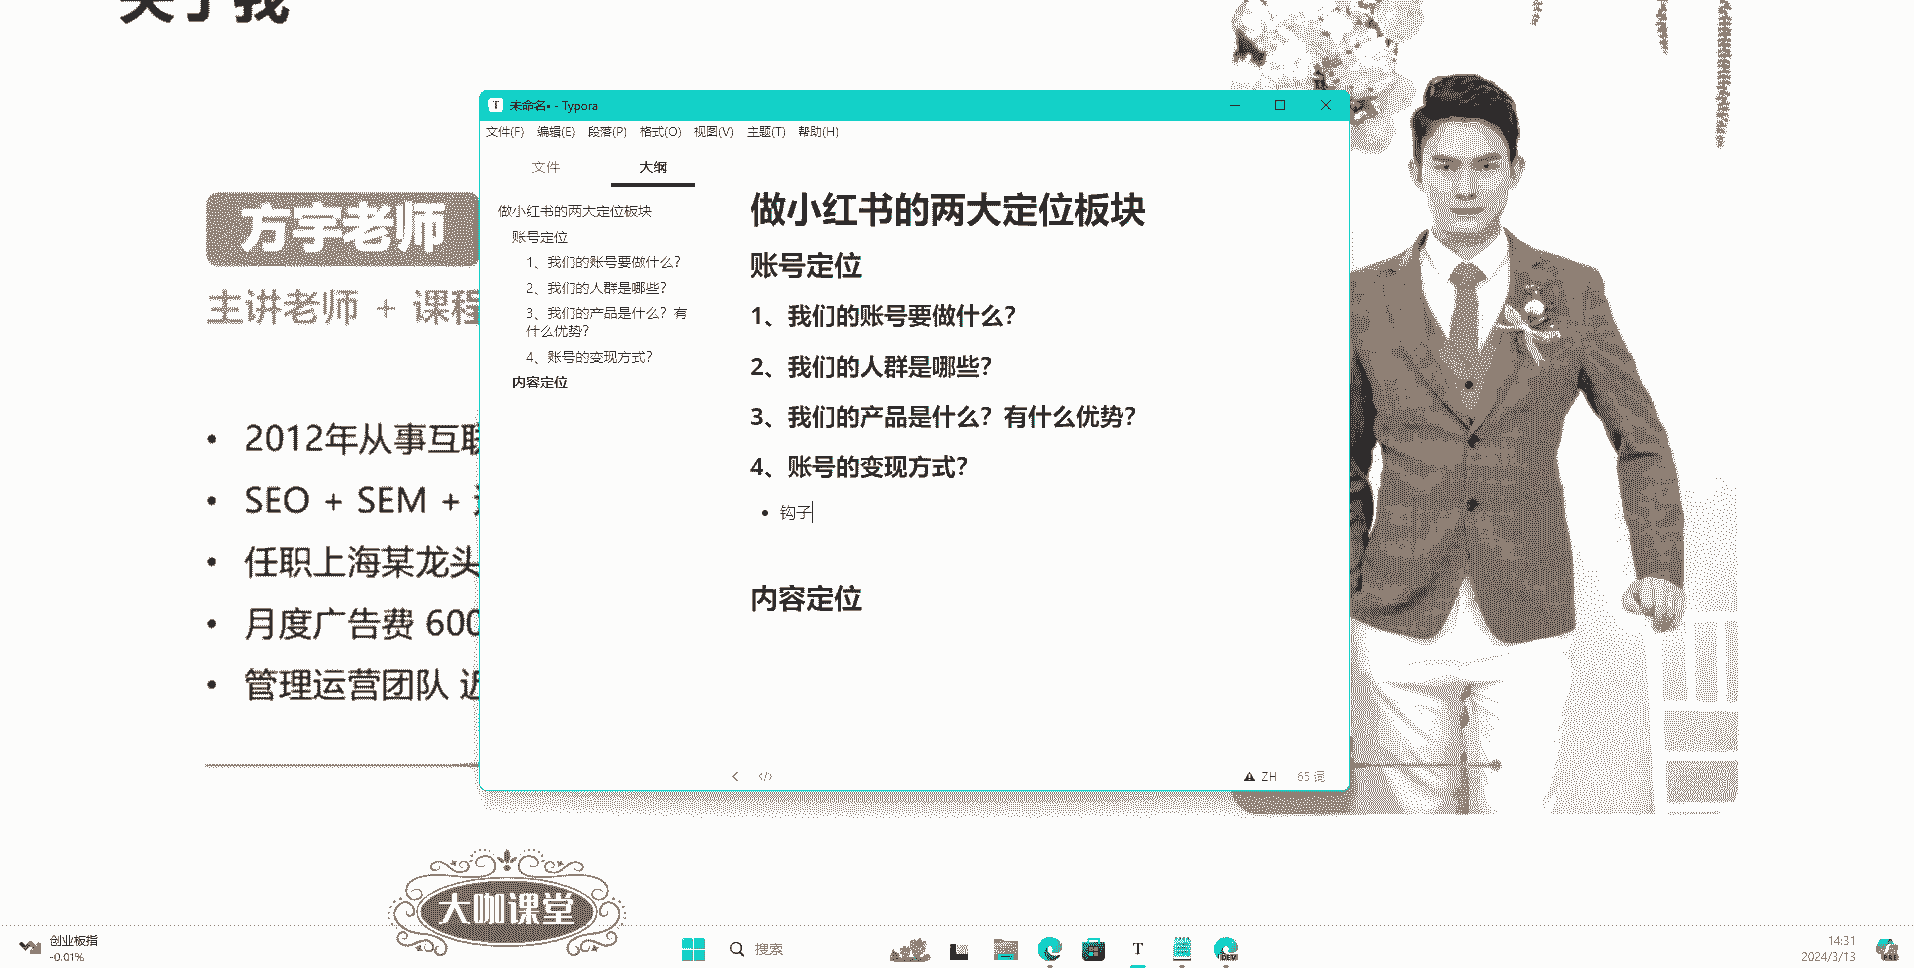 关于我
未命名• - Typora
文件(F) 编辑(E) 段落(P) 格式(O) 视图(V) 主题(T) 帮助(H)
文件 大纲
做小红书的两大定位板块
账号定位
1、我们的账号要做什么?
2、我们的人群是哪些?
3、我们的产品是什么? 有
什么优势?
4、账号的变现方式?
内容定位
做小红书的两大定位板块
账号定位
1、我们的账号要做什么?
2、我们的人群是哪些?
3、我们的产品是什么? 有什么优势?
4、账号的变现方式?
• 钩子
内容定位
</> ZH 65 词
方宇老师
主讲老师 + 课程
• 2012年从事互联
• SEO + SEM +
• 任职上海某龙头
• 月度广告费 600
• 管理运营团队 近
大咖课堂
创业板指
-0.01%
搜索
T
DEV
14:31
2024/3/13
PRE